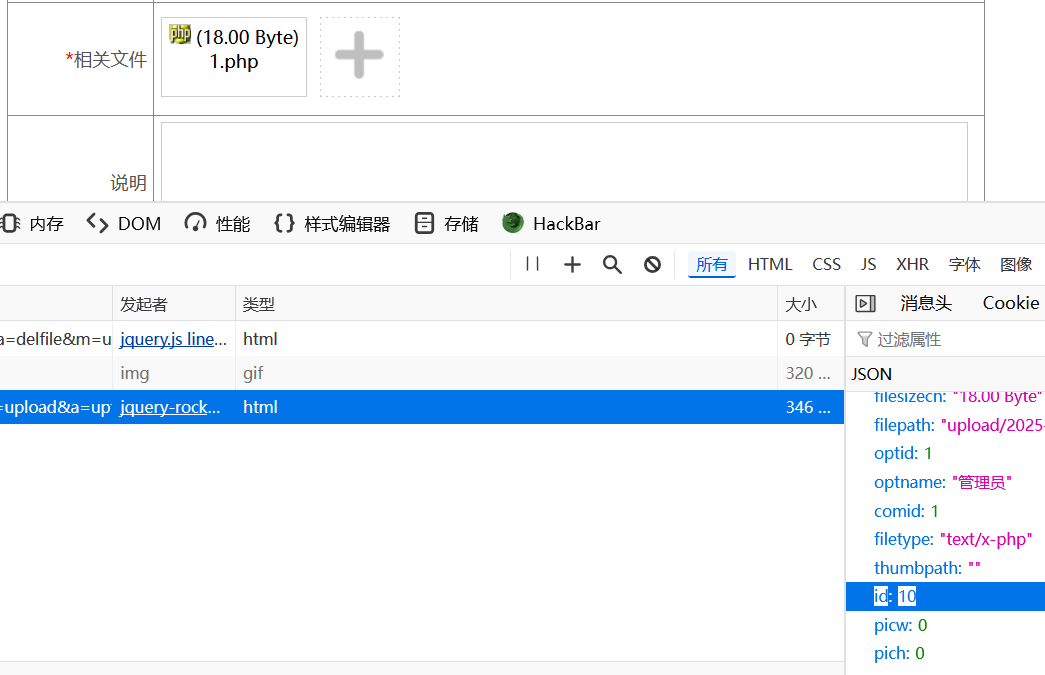 *相关文件
php (18.00 Byte)
1.php
说明
内存 DOM 性能 {} 样式编辑器 存储 HackBar
所有 HTML CSS JS XHR 字体 图像
发起者 类型 大小 消息头 Cookie
a=delfile&m=u jquery.js line... html 0 字节 过滤属性
img gif 320 ... JSON
=upload&a=up jquery-rock... html 346 ...
filesizecn: "18.00 Byte"
filepath: "upload/2025-
optid: 1
optname: "管理员"
comid: 1
filetype: "text/x-php"
thumbpath: ""
id: 10
picw: 0
pich: 0